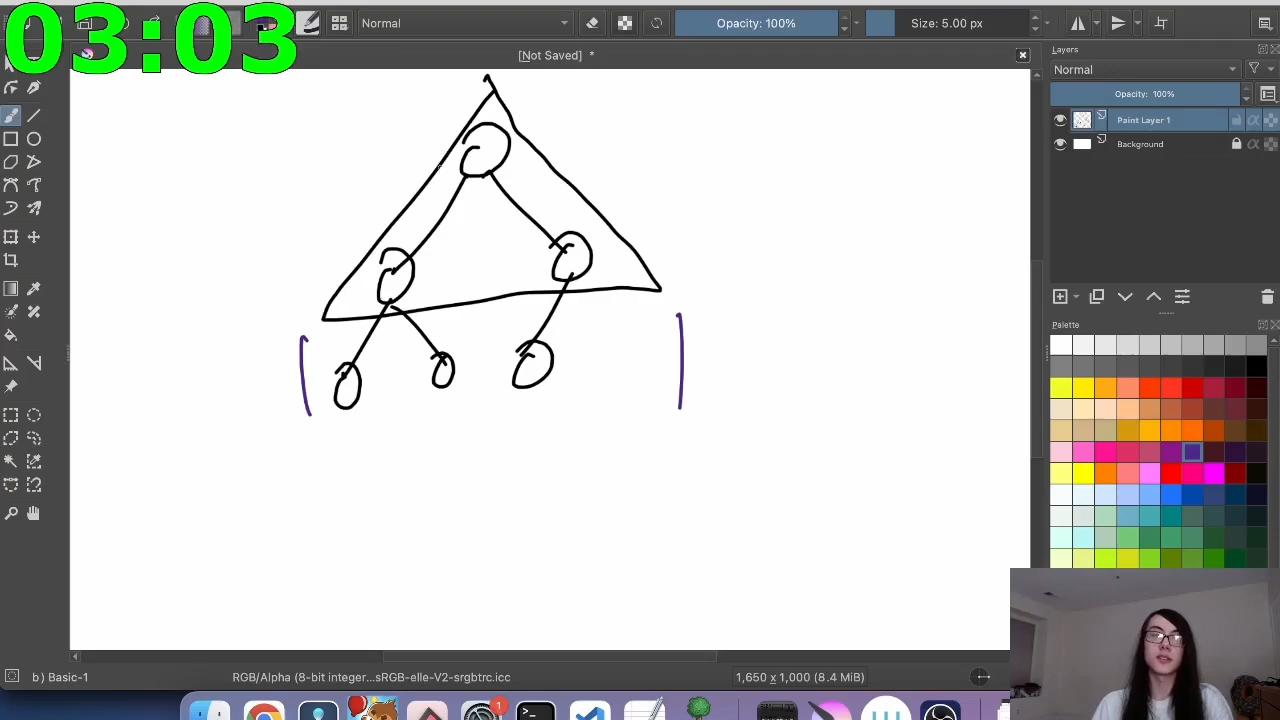 03:03
Normal
Opacity: 100%
Size: 5.00 px
[Not Saved] *
Layers
Normal
Opacity: 100%
Paint Layer 1
Background
Palette
b) Basic-1
RGB/Alpha (8-bit integer...sRGB-elle-V2-srgbtrc.icc
1,650 x 1,000 (8.4 MiB)
1
>_